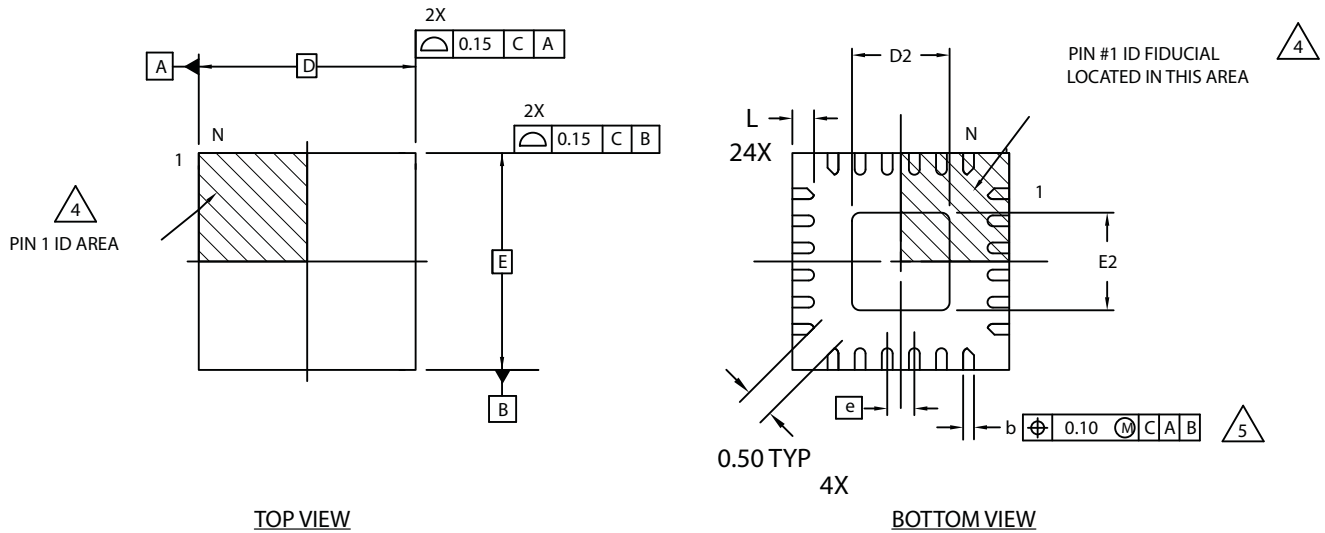 2X
0.15 C A
A
D
2X
0.15 C B
N
1
4
PIN 1 ID AREA
E
B
TOP VIEW
D2
PIN #1 ID FIDUCIAL
LOCATED IN THIS AREA
4
L
24X
N
1
E2
e
b
0.10 M C A B
5
0.50 TYP
4X
BOTTOM VIEW